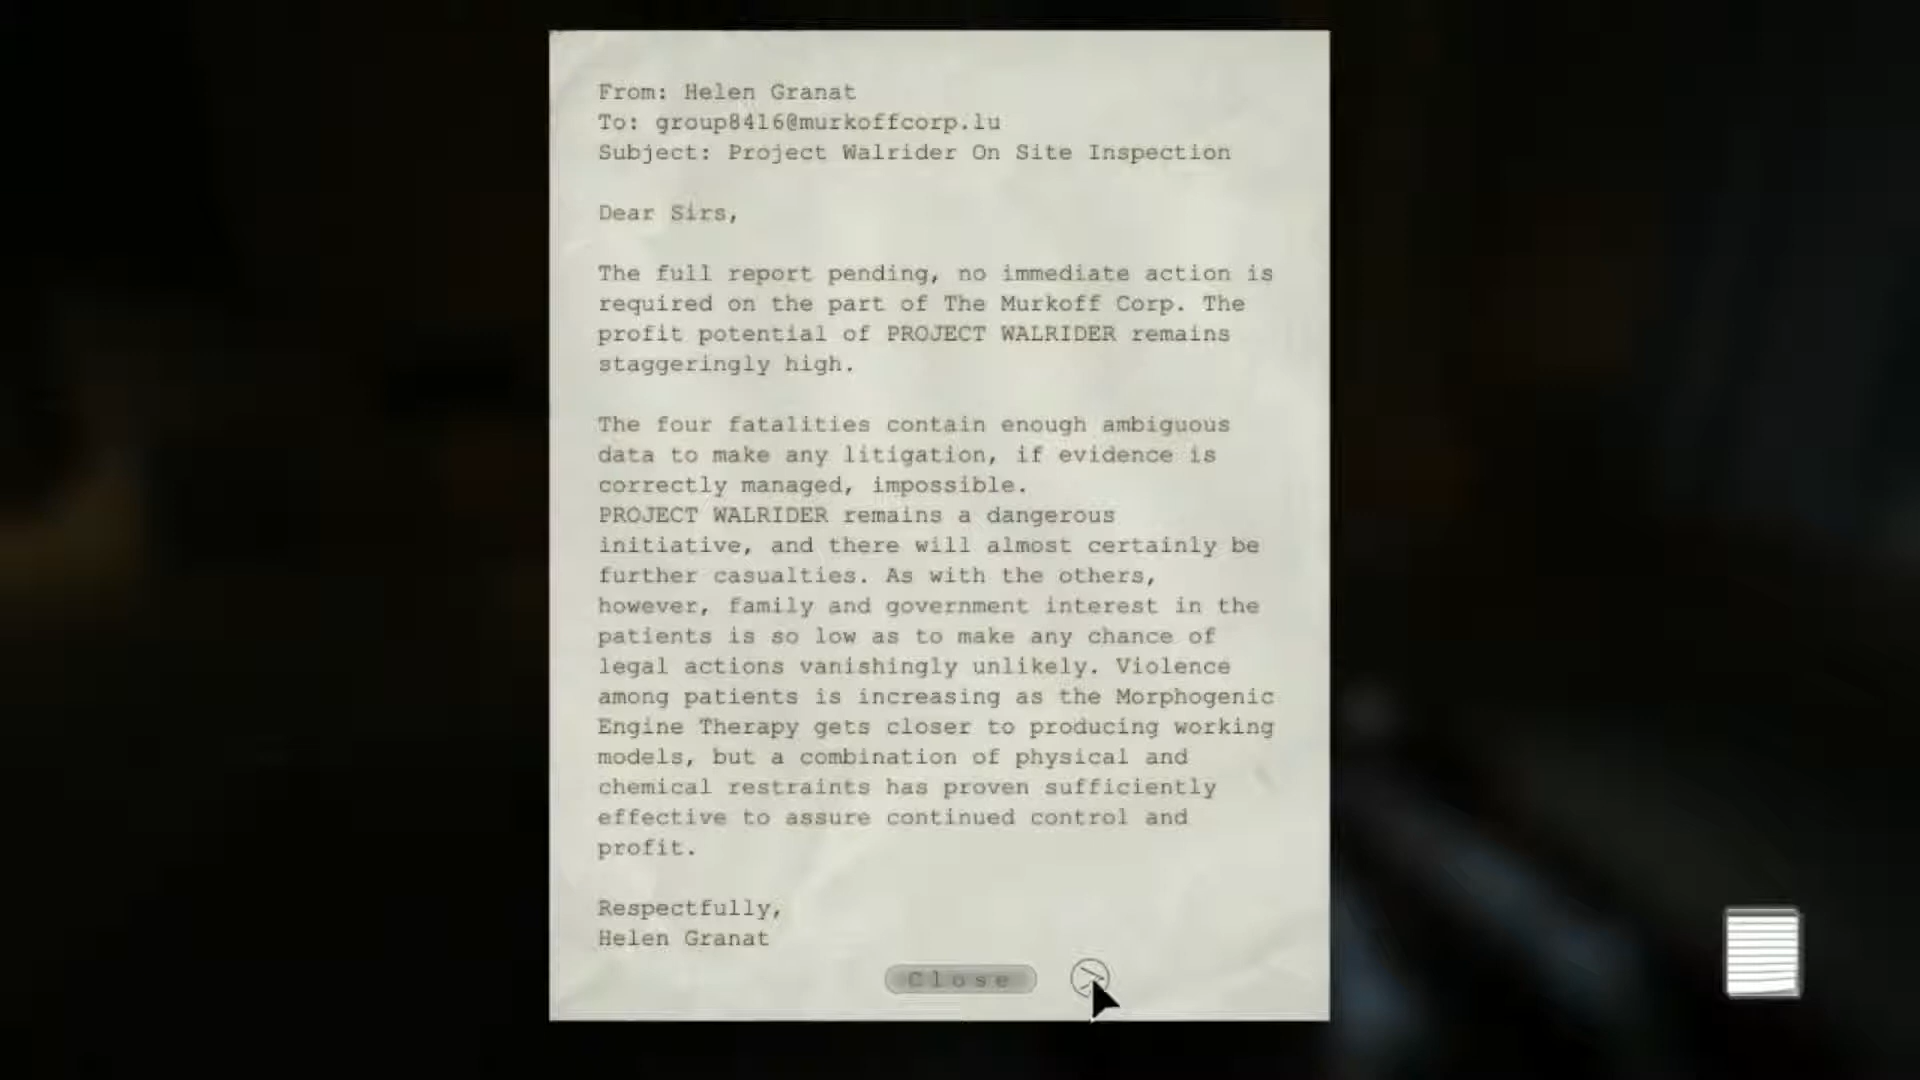 From: Helen Granat
To: group8416@murkoffcorp.lu
Subject: Project Walrider On Site Inspection
Dear Sirs,
The full report pending, no immediate action is
required on the part of The Murkoff Corp. The
profit potential of PROJECT WALRIDER remains
staggeringly high.
The four fatalities contain enough ambiguous
data to make any litigation, if evidence is
correctly managed, impossible.
PROJECT WALRIDER remains a dangerous
initiative, and there will almost certainly be
further casualties. As with the others,
however, family and government interest in the
patients is so low as to make any chance of
legal actions vanishingly unlikely. Violence
among patients is increasing as the Morphogenic
Engine Therapy gets closer to producing working
models, but a combination of physical and
chemical restraints has proven sufficiently
effective to assure continued control and
profit.
Respectfully,
Helen Granat
Close